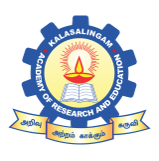 KALASALINGAM
ACADEMY OF RESEARCH AND EDUCATION
அறிவு அற்றம் காக்கும் கருவி